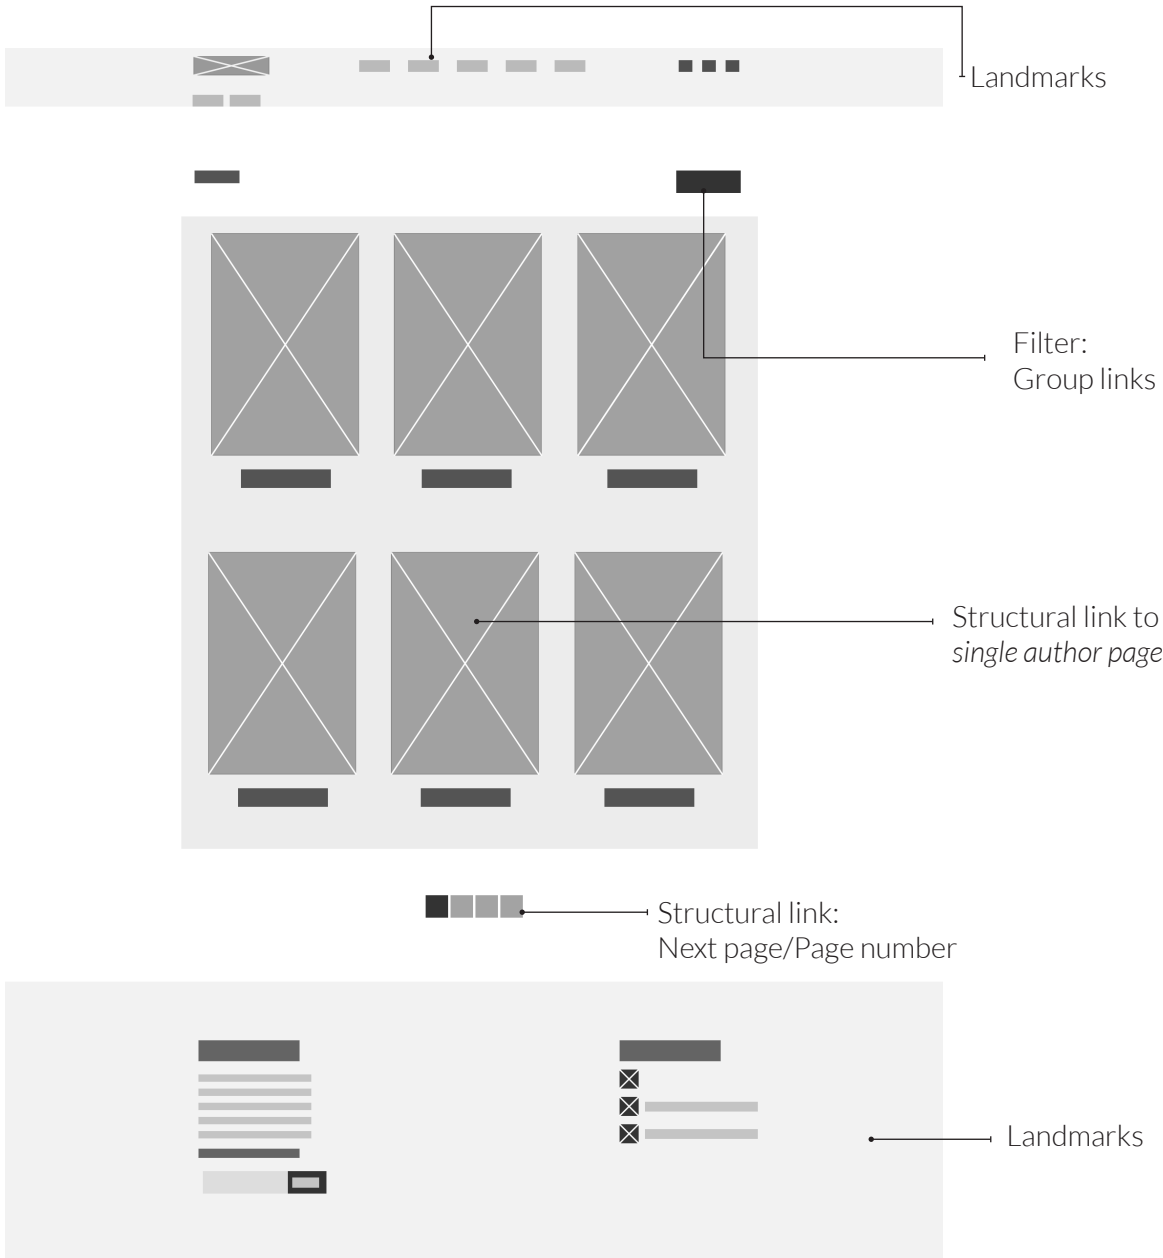 Landmarks
Filter:
Group links
Structural link to
single author page
Structural link:
Next page/Page number
Landmarks